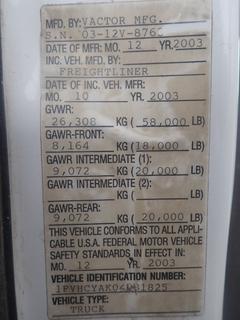 MFD. BY: VACTOR MFG.
S.N. 03-12V-8765
DATE OF MFR: MO. 12 YR. 2003
INC. VEH. MFD. BY:
FREIGHTLINER
DATE OF INC. VEH. MFR:
MO. 10 YR. 2003
GVWR:
26,308 KG ( 58,000 LB)
GAWR-FRONT:
8,164 KG (18,000 LB)
GAWR INTERMEDIATE (1):
9,072 KG (20,000 LB)
GAWR INTERMEDIATE (2):
KG ( LB)
GAWR-REAR:
9,072 KG ( 20,000 LB)
THIS VEHICLE CONFORMS TO ALL APPLI-
CABLE U.S.A. FEDERAL MOTOR VEHICLE
SAFETY STANDARDS IN EFFECT IN:
MO. 12 YR. 2003
VEHICLE IDENTIFICATION NUMBER:
VEHICLE TYPE:
TRUCK